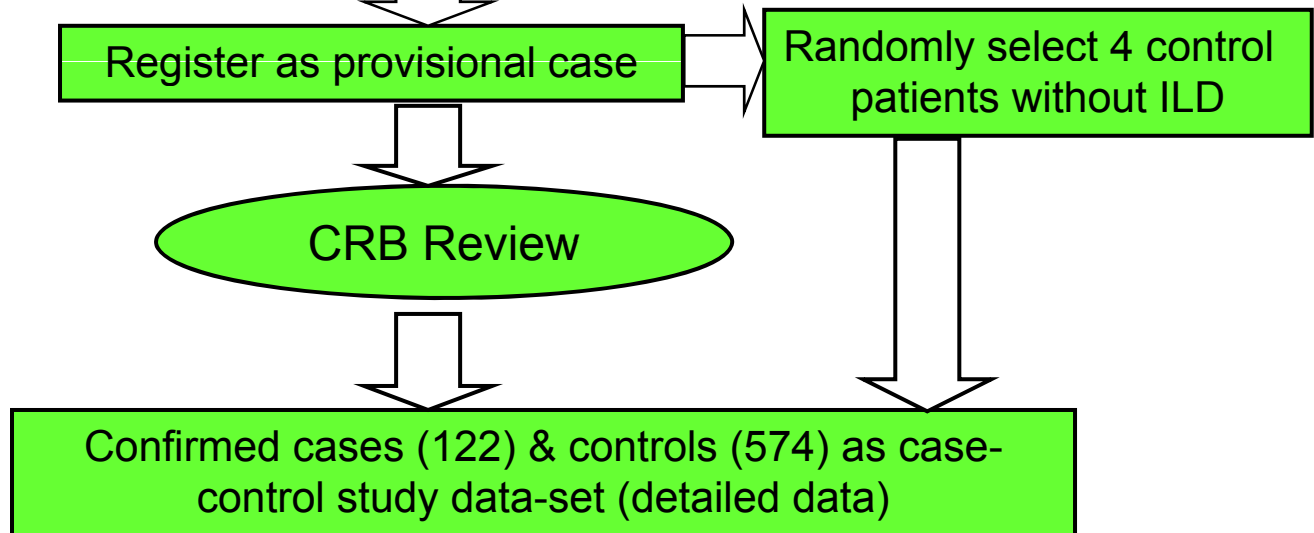 Register as provisional case
Randomly select 4 control
patients without ILD
CRB Review
Confirmed cases (122) & controls (574) as case-
control study data-set (detailed data)